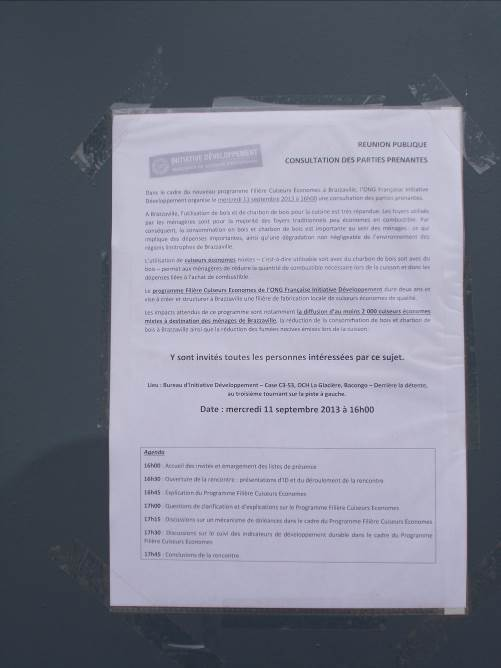 INITIATIVE DÉVELOPPEMENT
REUNION PUBLIQUE
CONSULTATION DES PARTIES PRENANTES
Dans le cadre du nouveau programme Filière Cuiseurs Economes à Brazzaville, l'ONG Française Initiative
Développement organise le mercredi 11 septembre 2013 à 16h00 une consultation des parties prenantes.
A Brazzaville, l'utilisation de bois et de charbon de bois pour la cuisine est très répandue. Les foyers utilisés
par les ménagères sont pour la majorité des foyers traditionnels peu économes en combustible. Par
conséquent, la consommation en bois et charbon de bois est importante au sein des ménages, ce qui
implique des dépenses importantes, ainsi qu'une dégradation non négligeable de l'environnement des
régions limitrophes de Brazzaville.
L'utilisation de cuiseurs économes mixtes – c'est-à-dire utilisable soit avec du charbon de bois soit avec du
bois – permet aux ménagères de réduire la quantité de combustible nécessaire lors de la cuisson et donc les
dépenses liées à l'achat de combustible.
Le programme Filière Cuiseurs Economes de l'ONG Française Initiative Développement dure deux ans et
vise à créer et structurer à Brazzaville une filière de fabrication locale de cuiseurs économes de qualité.
Les impacts attendus de ce programme sont notamment la diffusion d'au moins 2 000 cuiseurs économes
mixtes à destination des ménages de Brazzaville, la réduction de la consommation de bois et charbon de
bois à Brazzaville ainsi que la réduction des fumées nocives émises lors de la cuisson.
Y sont invités toutes les personnes intéressées par ce sujet.
Lieu : Bureau d'Initiative Développement – Case C3-53, OCH La Glacière, Bacongo – Derrière la détente,
au troisième tournant sur la piste à gauche.
Date : mercredi 11 septembre 2013 à 16h00
Agenda
16h00 : Accueil des invités et émargement des listes de présence
16h30 : Ouverture de la rencontre : présentations d'ID et du déroulement de la rencontre
16h45 : Explication du Programme Filière Cuiseurs Economes
17h00 : Questions de clarification et d'explications sur le Programme Filière Cuiseurs Economes
17h15 : Discussions sur un mécanisme de doléances dans le cadre du Programme Filière Cuiseurs Economes
17h30 : Discussions sur le suivi des indicateurs de développement durable dans le cadre du Programme
Filière Cuiseurs Economes
17h45 : Conclusions de la rencontre